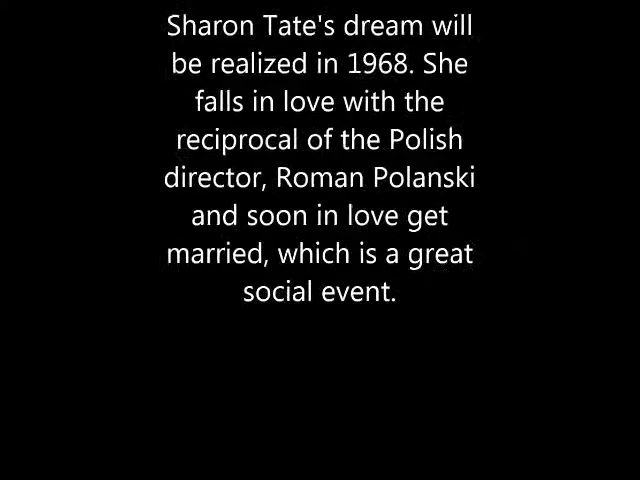 Sharon Tate's dream will
be realized in 1968. She
falls in love with the
reciprocal of the Polish
director, Roman Polanski
and soon in love get
married, which is a great
social event.